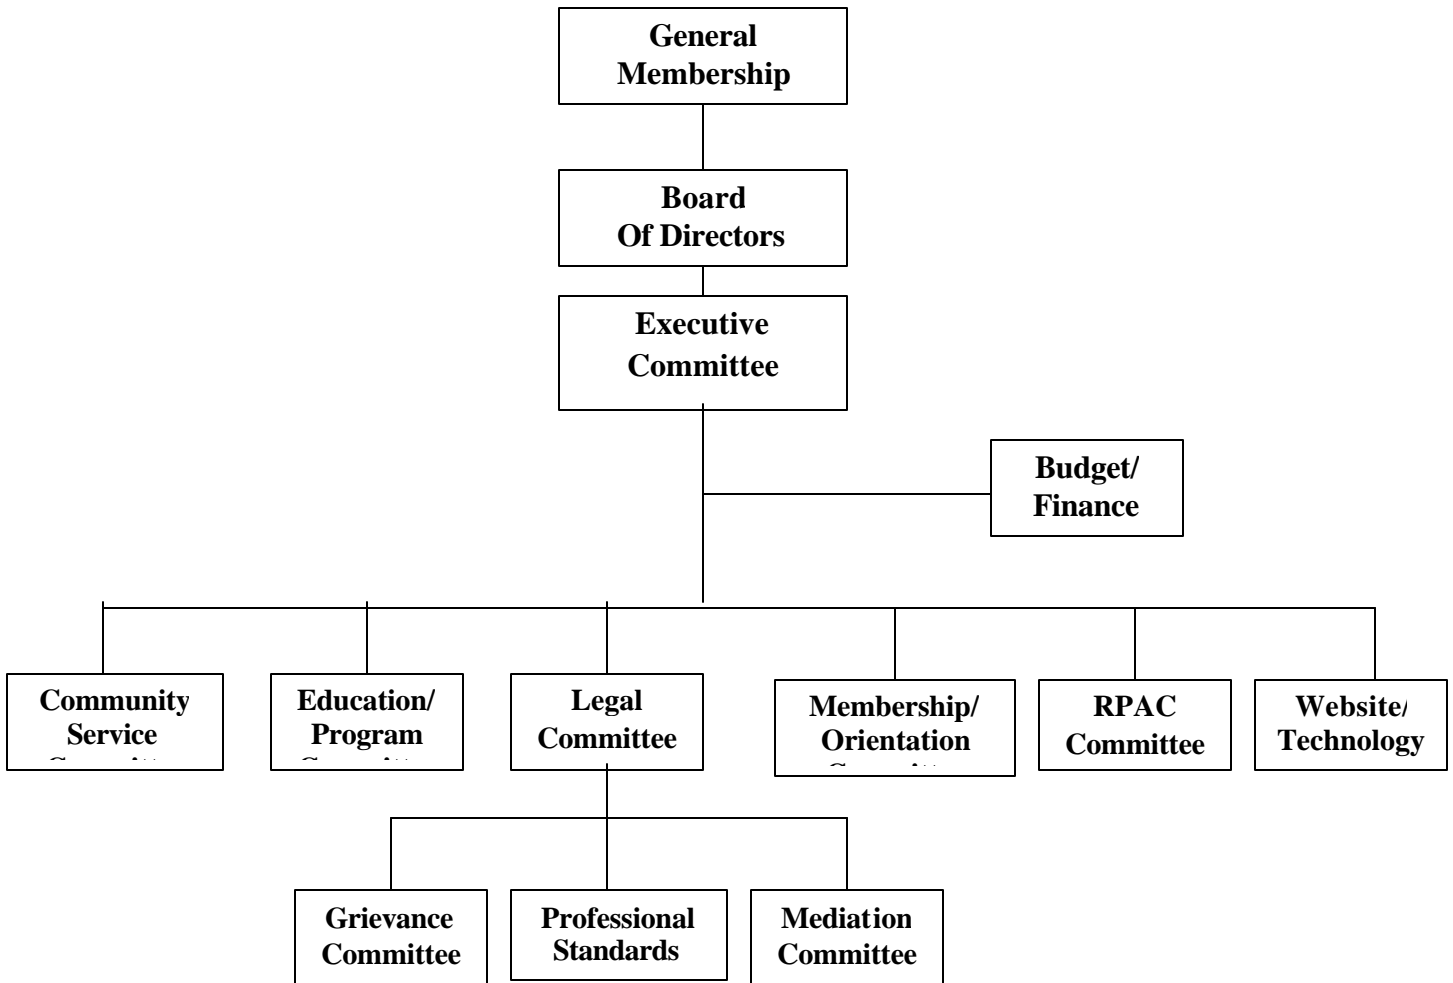 General
Membership
Board
Of Directors
Executive
Committee
Budget/
Finance
Community
Service
Education/
Program
Legal
Committee
Membership/
Orientation
RPAC
Committee
Website/
Technology
Grievance
Committee
Professional
Standards
Mediation
Committee